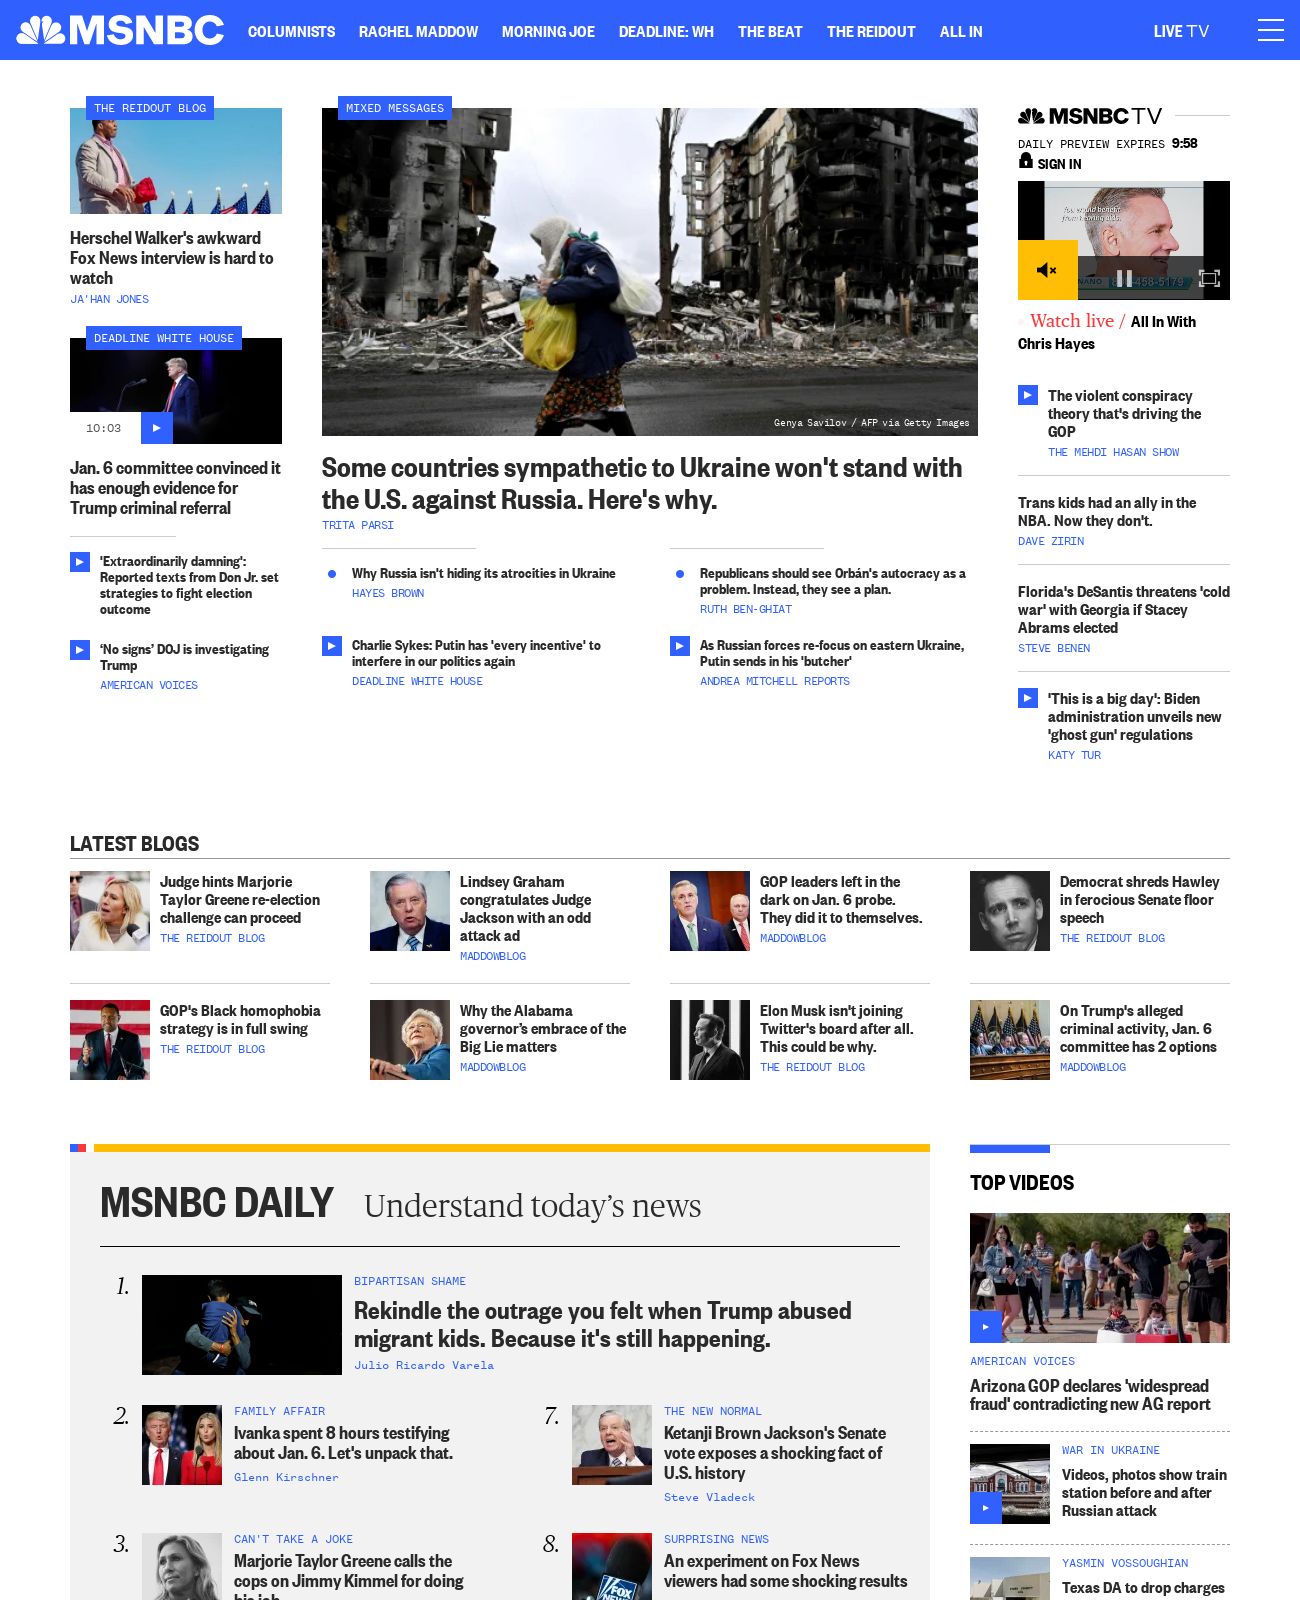 MSNBC
COLUMNISTS
RACHEL MADDOW
MORNING JOE
DEADLINE: WH
THE BEAT
THE REIDOUT
ALL IN
LIVE TV
THE REIDOUT BLOG
Herschel Walker's awkward
Fox News interview is hard to
watch
JA'HAN JONES
DEADLINE WHITE HOUSE
10:03
Jan. 6 committee convinced it
has enough evidence for
Trump criminal referral
'Extraordinarily damning':
Reported texts from Don Jr. set
strategies to fight election
outcome
‘No signs’ DOJ is investigating
Trump
AMERICAN VOICES
MIXED MESSAGES
Genya Savilov / AFP via Getty Images
Some countries sympathetic to Ukraine won't stand with
the U.S. against Russia. Here's why.
TRITA PARSI
Why Russia isn't hiding its atrocities in Ukraine
HAYES BROWN
Charlie Sykes: Putin has 'every incentive' to
interfere in our politics again
DEADLINE WHITE HOUSE
Republicans should see Orbán's autocracy as a
problem. Instead, they see a plan.
RUTH BEN-GHIAT
As Russian forces re-focus on eastern Ukraine,
Putin sends in his 'butcher'
ANDREA MITCHELL REPORTS
MSNBC TV
DAILY PREVIEW EXPIRES 9:58
SIGN IN
from hearing aids.
Watch live / All In With
Chris Hayes
The violent conspiracy
theory that's driving the
GOP
THE MEHDI HASAN SHOW
Trans kids had an ally in the
NBA. Now they don't.
DAVE ZIRIN
Florida's DeSantis threatens 'cold
war' with Georgia if Stacey
Abrams elected
STEVE BENEN
'This is a big day': Biden
administration unveils new
'ghost gun' regulations
KATY TUR
LATEST BLOGS
Judge hints Marjorie
Taylor Greene re-election
challenge can proceed
THE REIDOUT BLOG
Lindsey Graham
congratulates Judge
Jackson with an odd
attack ad
MADDOWBLOG
GOP leaders left in the
dark on Jan. 6 probe.
They did it to themselves.
MADDOWBLOG
Democrat shreds Hawley
in ferocious Senate floor
speech
THE REIDOUT BLOG
GOP's Black homophobia
strategy is in full swing
THE REIDOUT BLOG
Why the Alabama
governor’s embrace of the
Big Lie matters
MADDOWBLOG
Elon Musk isn't joining
Twitter's board after all.
This could be why.
THE REIDOUT BLOG
On Trump's alleged
criminal activity, Jan. 6
committee has 2 options
MADDOWBLOG
MSNBC DAILY
Understand today’s news
1.
BIPARTISAN SHAME
Rekindle the outrage you felt when Trump abused
migrant kids. Because it's still happening.
Julio Ricardo Varela
2.
FAMILY AFFAIR
Ivanka spent 8 hours testifying
about Jan. 6. Let's unpack that.
Glenn Kirschner
7.
THE NEW NORMAL
Ketanji Brown Jackson's Senate
vote exposes a shocking fact of
U.S. history
Steve Vladeck
3.
CAN'T TAKE A JOKE
Marjorie Taylor Greene calls the
cops on Jimmy Kimmel for doing
his job
8.
FOX
SURPRISING NEWS
An experiment on Fox News
viewers had some shocking results
TOP VIDEOS
AMERICAN VOICES
Arizona GOP declares 'widespread
fraud' contradicting new AG report
WAR IN UKRAINE
Videos, photos show train
station before and after
Russian attack
YASMIN VOSSOUGHIAN
Texas DA to drop charges